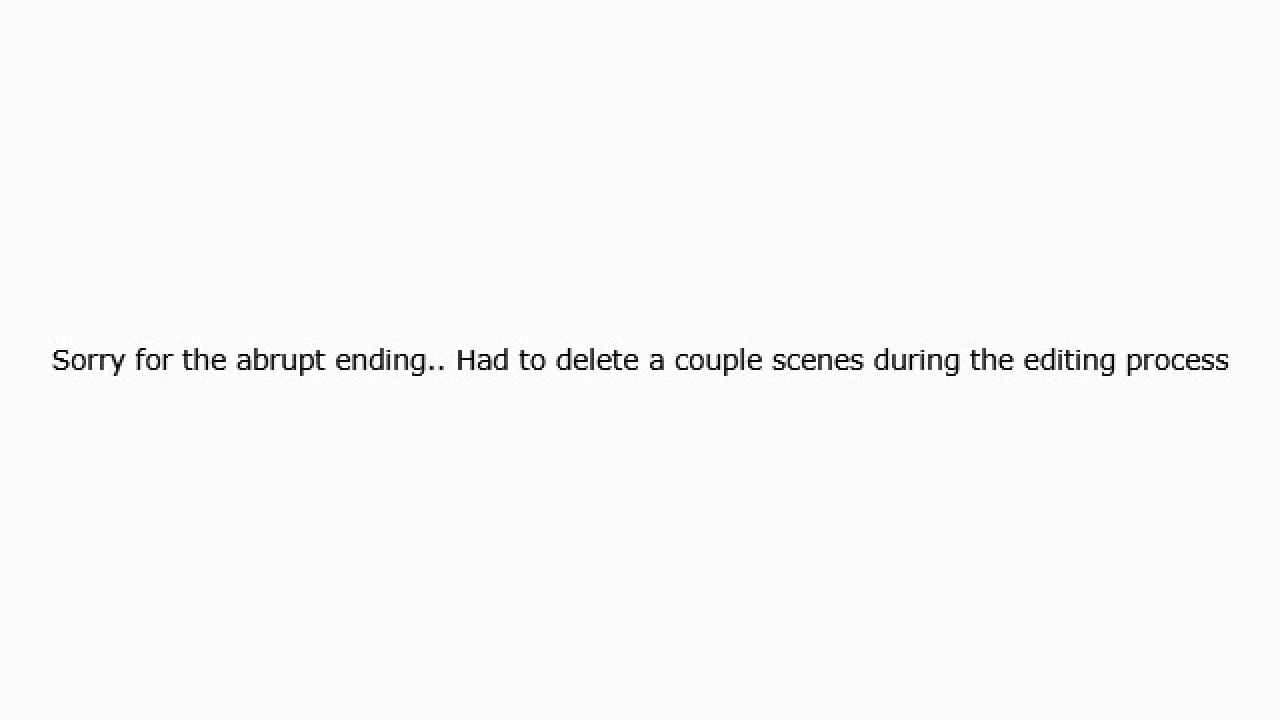 Sorry for the abrupt ending.. Had to delete a couple scenes during the editing process